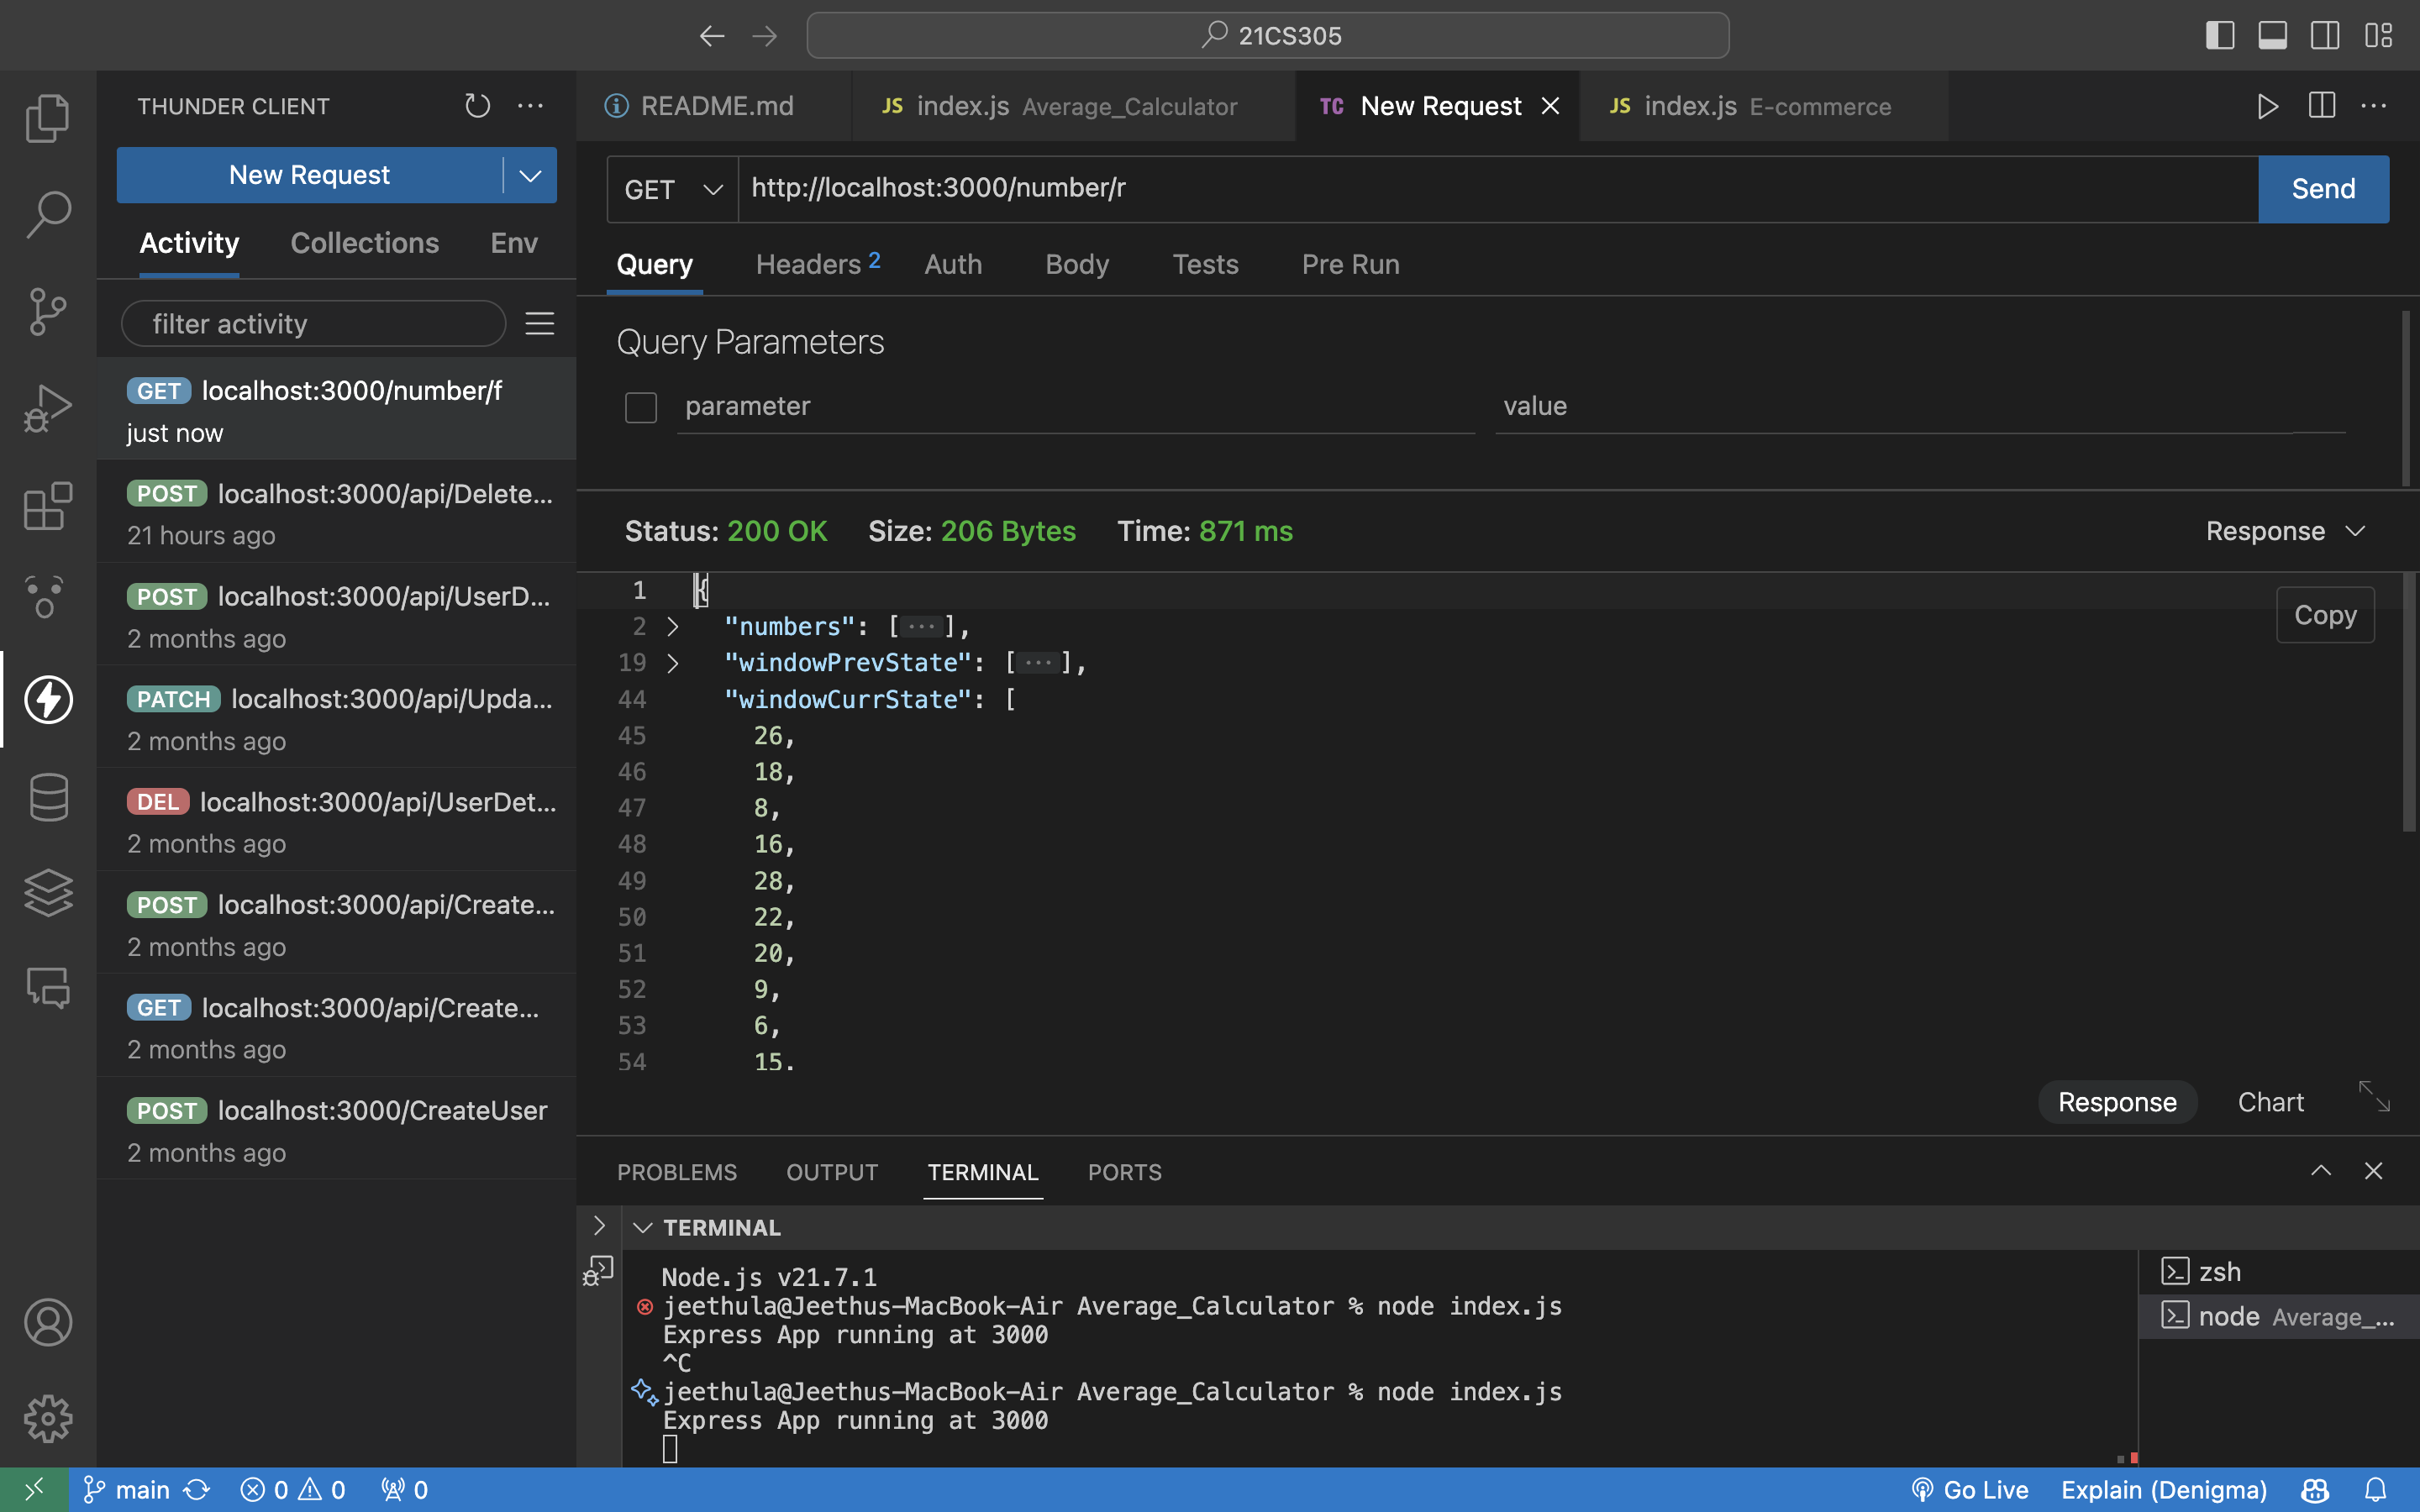 21CS305
THUNDER CLIENT
New Request
Activity Collections Env
filter activity
GET localhost:3000/number/f
just now
POST localhost:3000/api/Delete...
21 hours ago
POST localhost:3000/api/UserD...
2 months ago
PATCH localhost:3000/api/Upda...
2 months ago
DEL localhost:3000/api/UserDet...
2 months ago
POST localhost:3000/api/Create...
2 months ago
GET localhost:3000/api/Create...
2 months ago
POST localhost:3000/CreateUser
2 months ago
README.md JS index.js Average_Calculator TC New Request JS index.js E-commerce
GET http://localhost:3000/number/r Send
Query Headers 2 Auth Body Tests Pre Run
Query Parameters
parameter value
Status: 200 OK Size: 206 Bytes Time: 871 ms Response
1 {
Copy
2 "numbers": [...],
19 "windowPrevState": [...],
44 "windowCurrState": [
45 26,
46 18,
47 8,
48 16,
49 28,
50 22,
51 20,
52 9,
53 6,
54 15,
Response Chart
PROBLEMS OUTPUT TERMINAL PORTS
TERMINAL
Node.js v21.7.1
jeethula@Jeethus-MacBook-Air Average_Calculator % node index.js
Express App running at 3000
^C
jeethula@Jeethus-MacBook-Air Average_Calculator % node index.js
Express App running at 3000
zsh
node Average_...
main 0 0 0 Go Live Explain (Denigma)